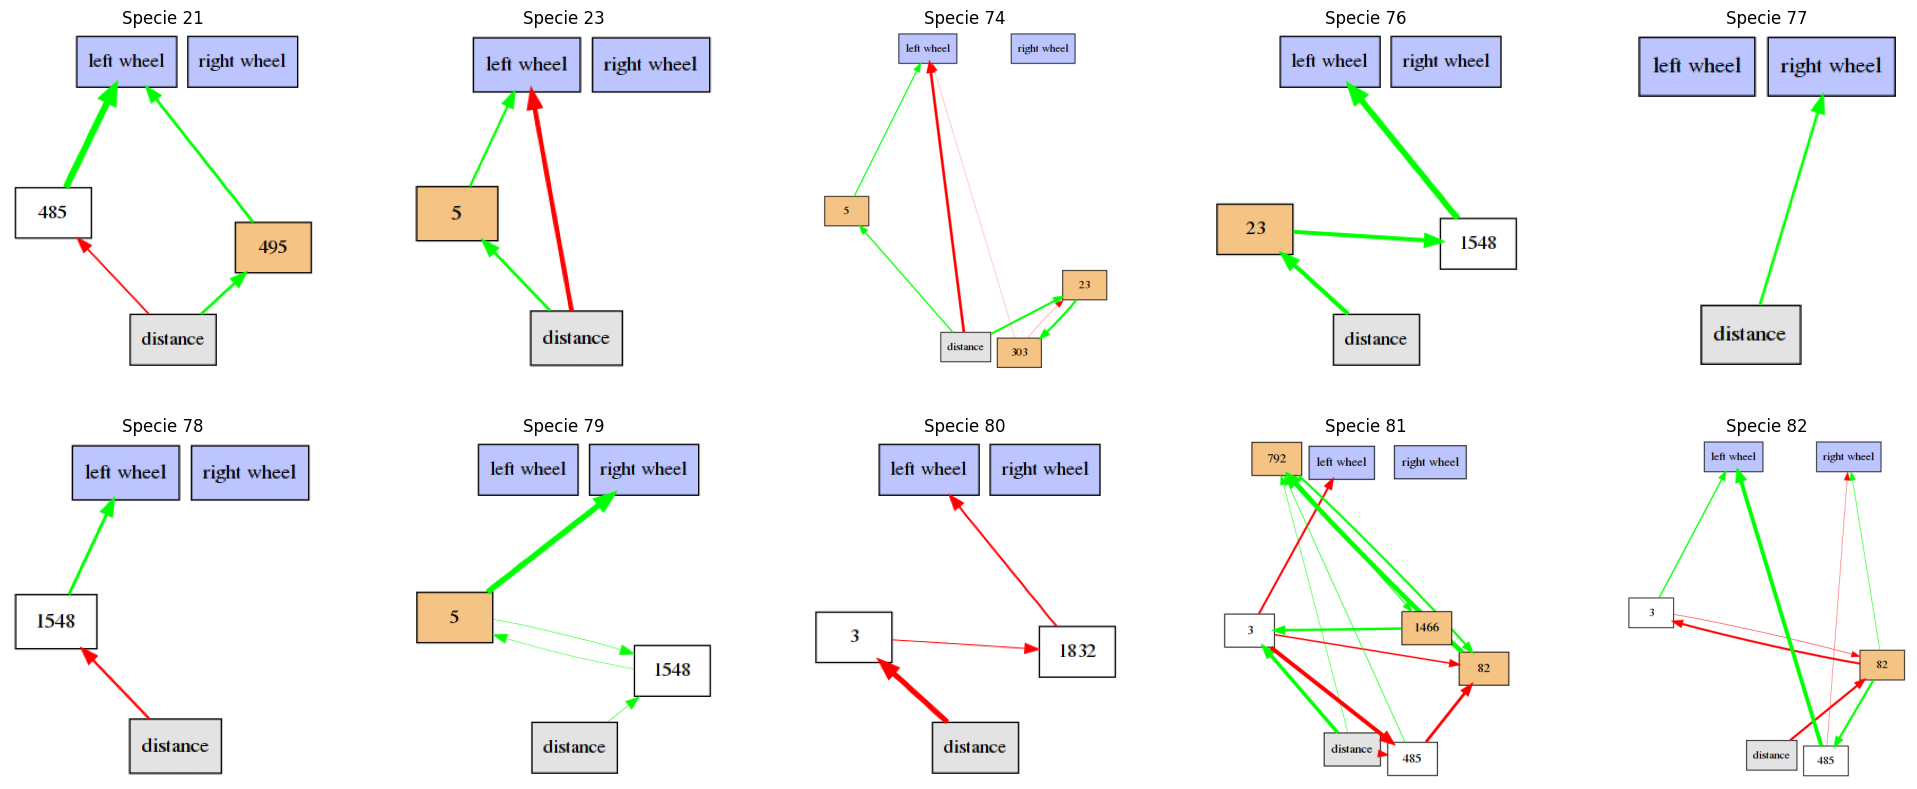 Specie 21
left wheel
right wheel
485
495
distance
Specie 23
left wheel
right wheel
5
distance
Specie 74
left wheel
right wheel
5
23
distance
303
Specie 76
left wheel
right wheel
23
1548
distance
Specie 77
left wheel
right wheel
distance
Specie 78
left wheel
right wheel
1548
distance
Specie 79
left wheel
right wheel
5
1548
distance
Specie 80
left wheel
right wheel
3
1832
distance
Specie 81
792
left wheel
right wheel
3
1466
82
distance
485
Specie 82
left wheel
right wheel
3
82
distance
485